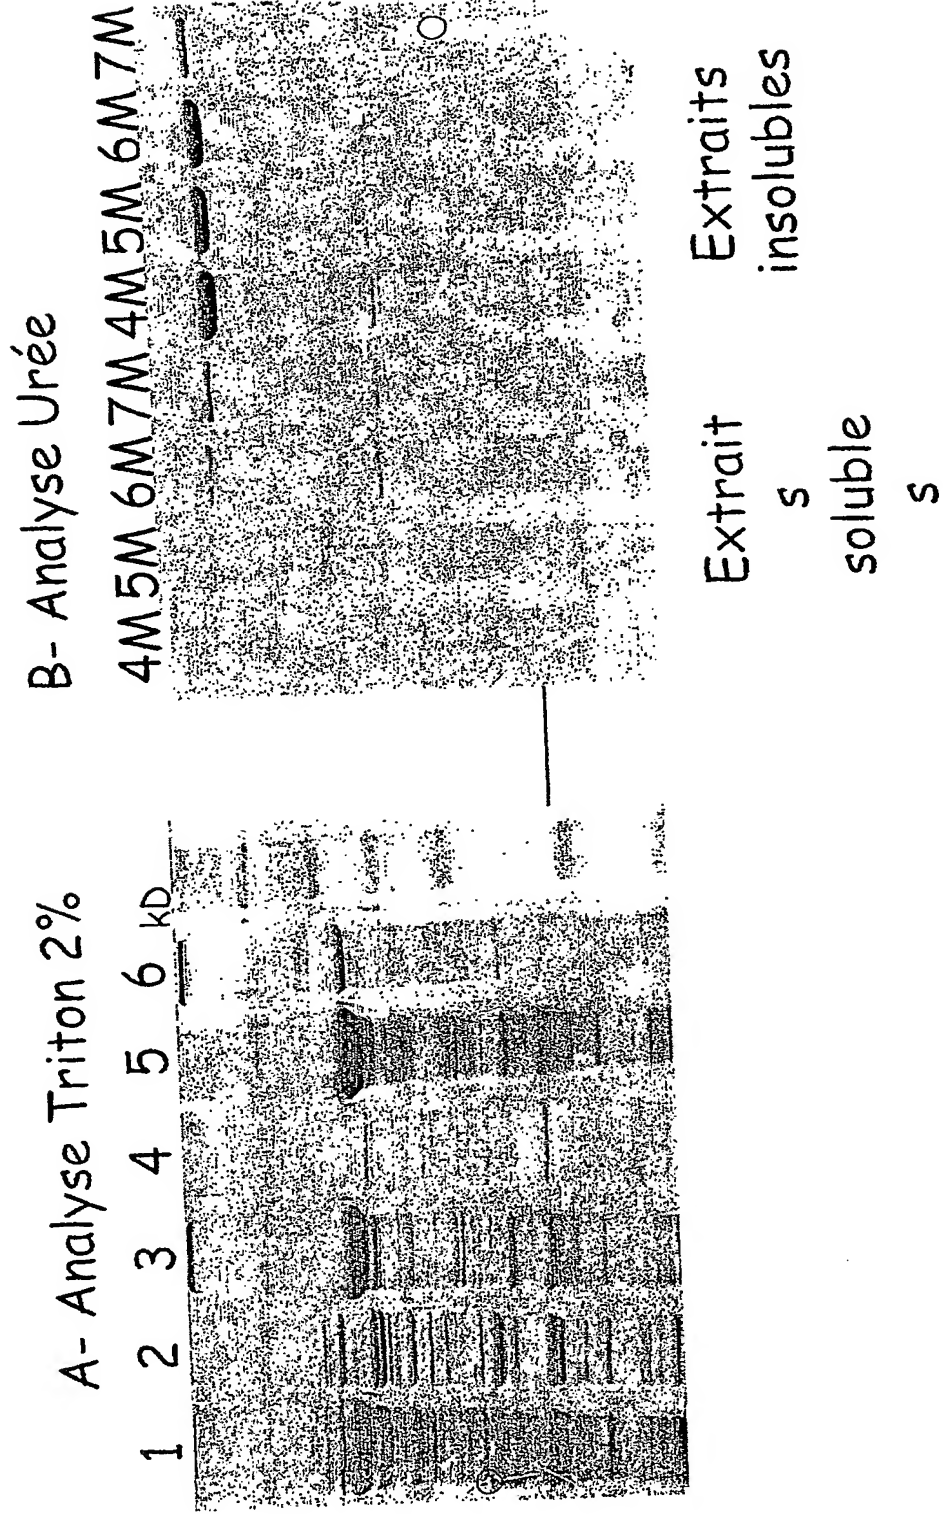 A- Analyse Triton 2%
1 2 3 4 5 6 kD
B- Analyse Urée
4M 5M 6M 7M 4M 5M 6M 7M
Extrait
s
soluble
s
Extraits
insolubles